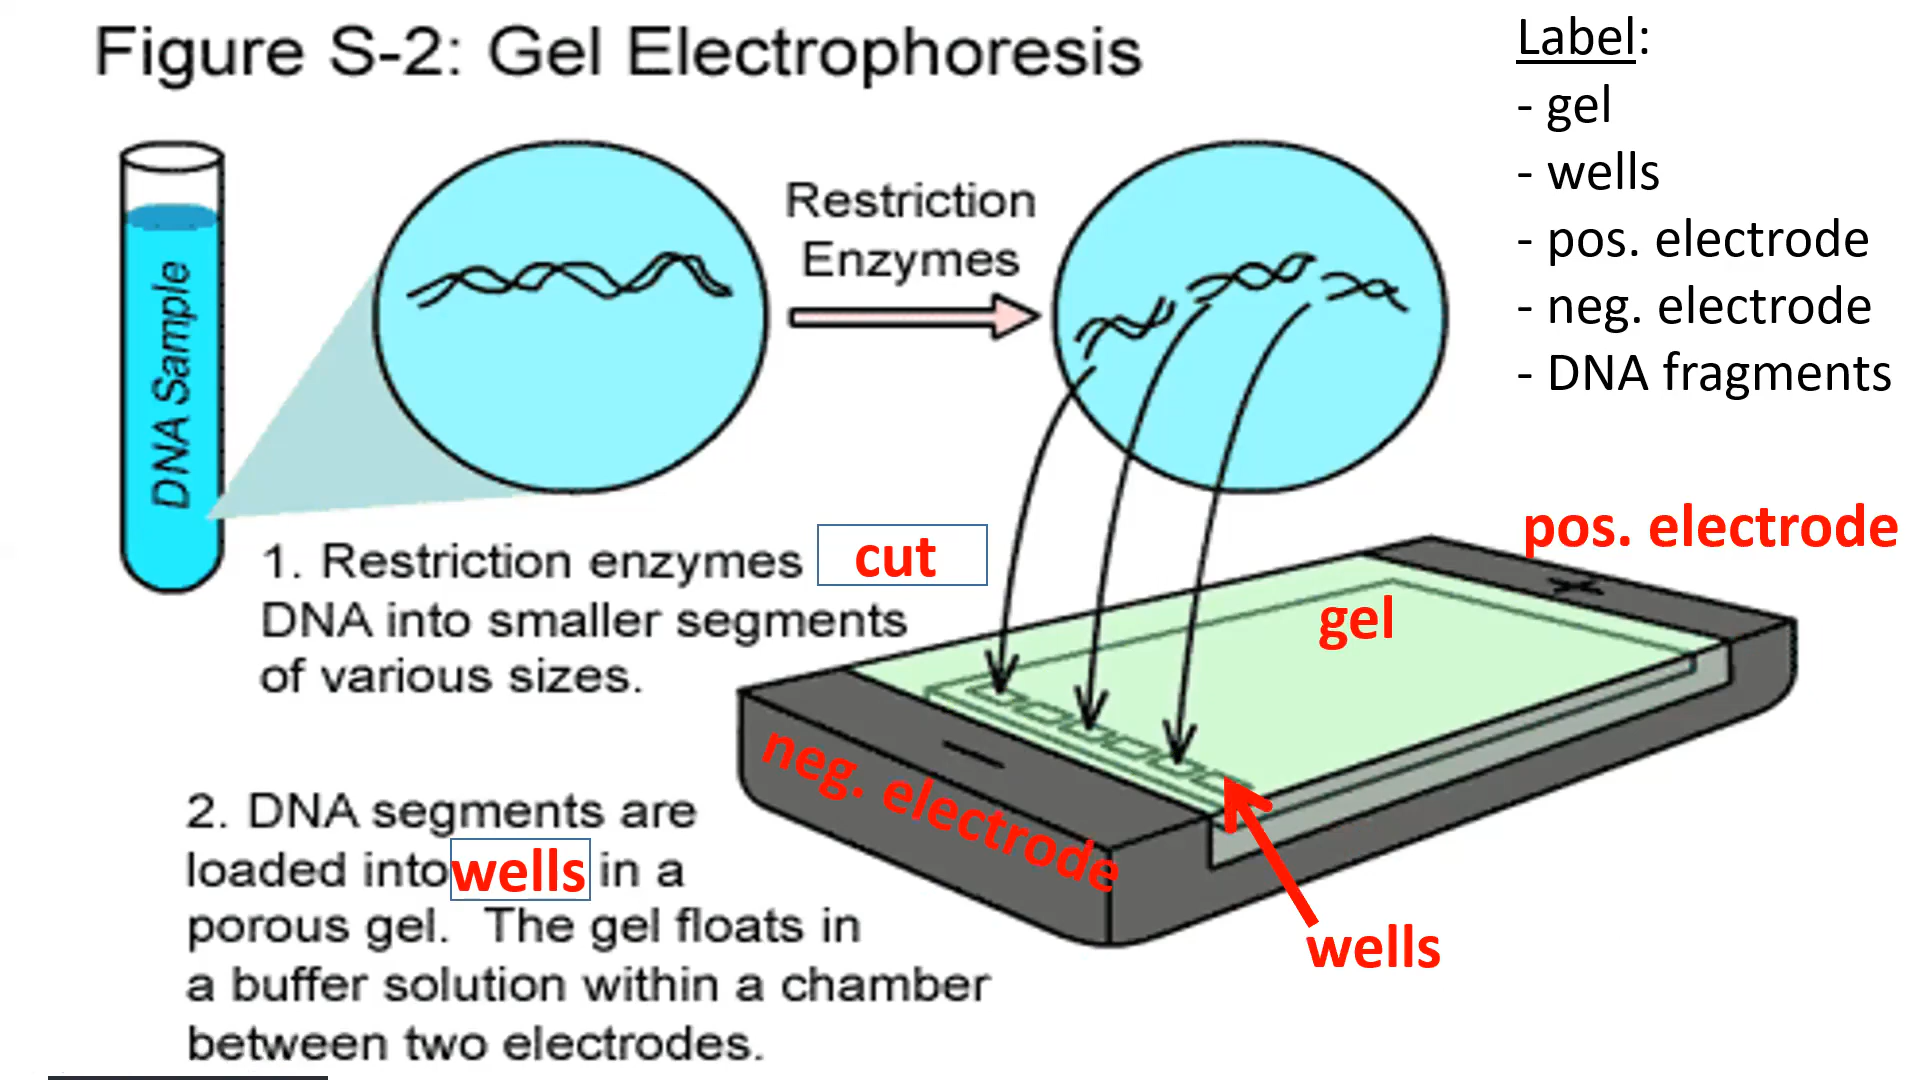 Figure S-2: Gel Electrophoresis
Label:
- gel
- wells
- pos. electrode
- neg. electrode
- DNA fragments
DNA Sample
Restriction
Enzymes
1. Restriction enzymes cut
DNA into smaller segments
of various sizes.
pos. electrode
+
gel
neg. electrode
−
wells
2. DNA segments are
loaded into wells in a
porous gel. The gel floats in
a buffer solution within a chamber
between two electrodes.